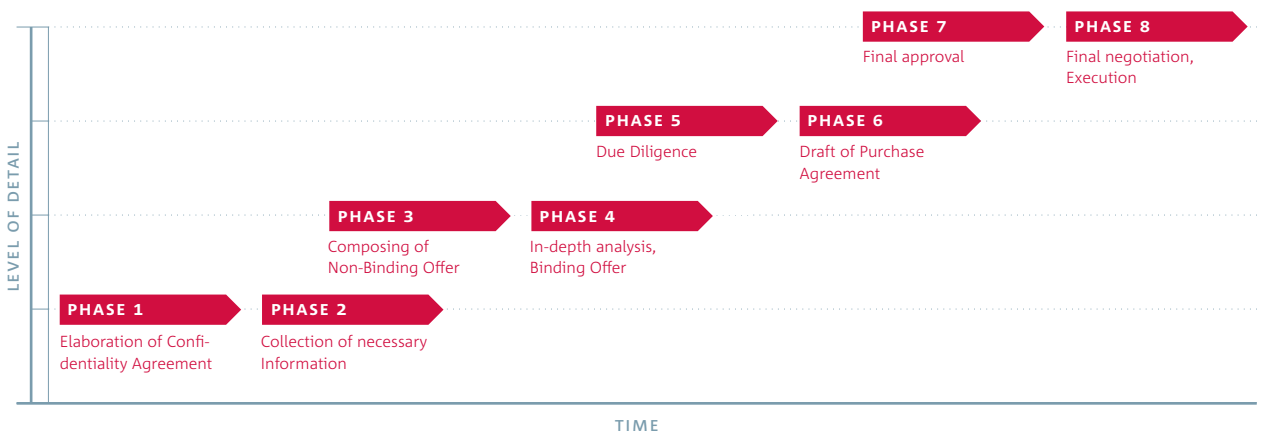 PHASE 7
Final approval
PHASE 8
Final negotiation,
Execution
PHASE 5
Due Diligence
PHASE 6
Draft of Purchase
Agreement
PHASE 3
Composing of
Non-Binding Offer
PHASE 4
In-depth analysis,
Binding Offer
PHASE 1
Elaboration of Confi-
dentiality Agreement
PHASE 2
Collection of necessary
Information
LEVEL OF DETAIL
TIME